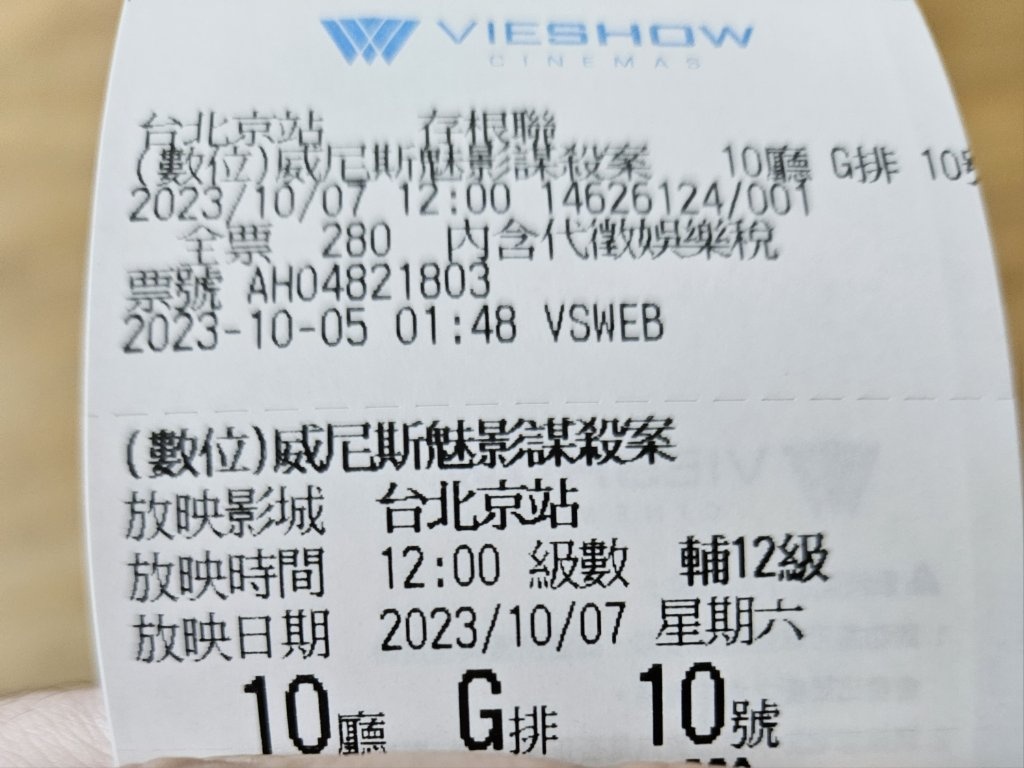 VIESHOW
CINEMAS
台北京站 存根聯
(數位)威尼斯魅影謀殺案 10廳 G排 10
2023/10/07 12:00 14626124/001
全票 280 內含代徵娛樂稅
票號 AH04821803
2023-10-05 01:48 VSWEB
(數位)威尼斯魅影謀殺案
放映影城 台北京站
放映時間 12:00 級數 輔12級
放映日期 2023/10/07 星期六
10廳 G排 10號